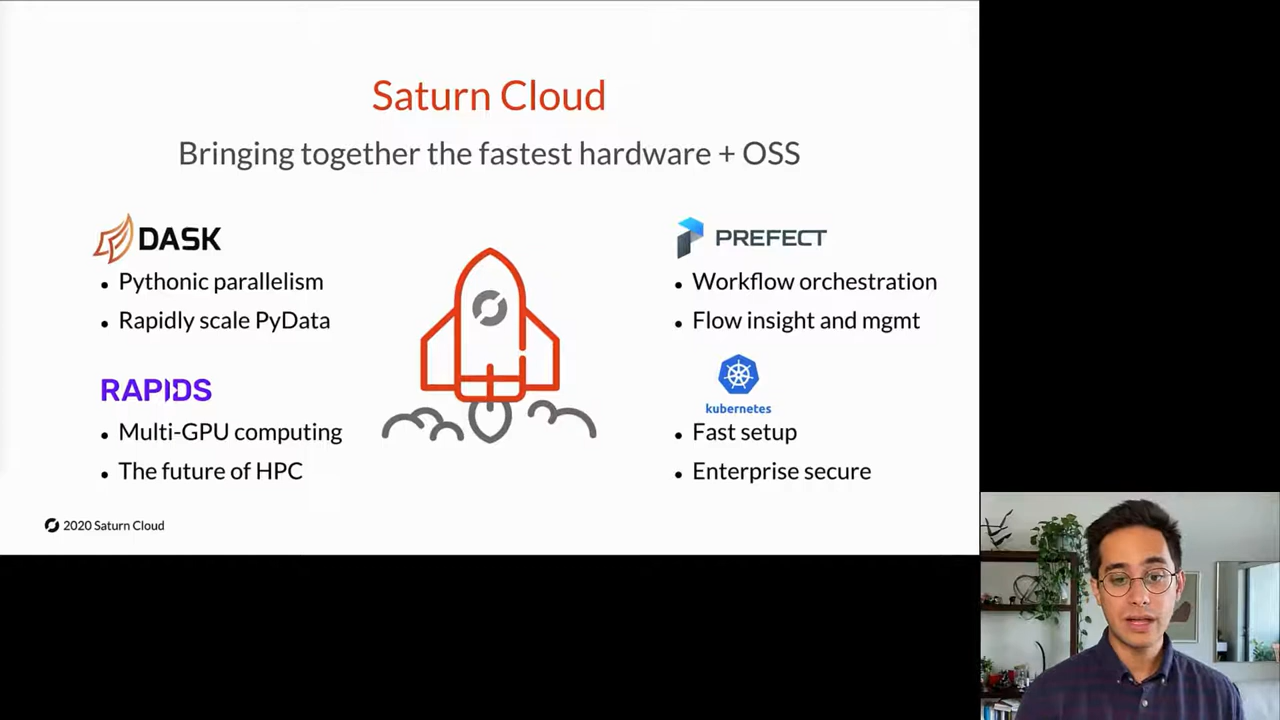 Saturn Cloud
Bringing together the fastest hardware + OSS
DASK
• Pythonic parallelism
• Rapidly scale PyData
RAPIDS
• Multi-GPU computing
• The future of HPC
PREFECT
• Workflow orchestration
• Flow insight and mgmt
kubernetes
• Fast setup
• Enterprise secure
2020 Saturn Cloud